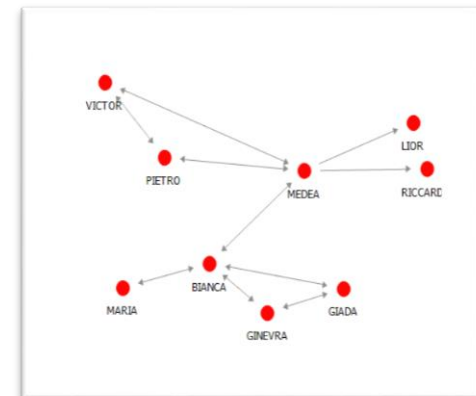 VICTOR
LIOR
PIETRO
MEDEA
RICCARD
BIANCA
MARIA
GIADA
GINEVRA